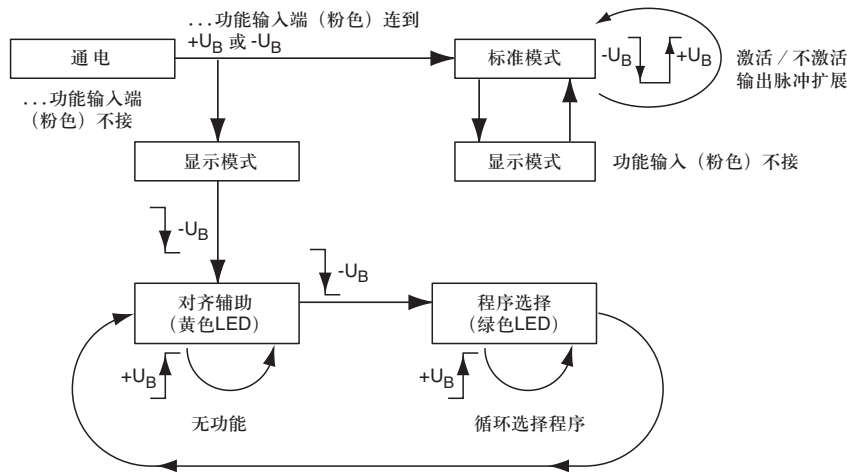 …功能输入端（粉色）连到
+UB 或 -UB
通 电
标准模式
-UB
+UB
激活 / 不激活
输出脉冲扩展
…功能输入端
（粉色）不接
显示模式
显示模式
功能输入（粉色）不接
-UB
-UB
对齐辅助
（黄色LED）
程序选择
（绿色LED）
+UB
+UB
无功能
循环选择程序